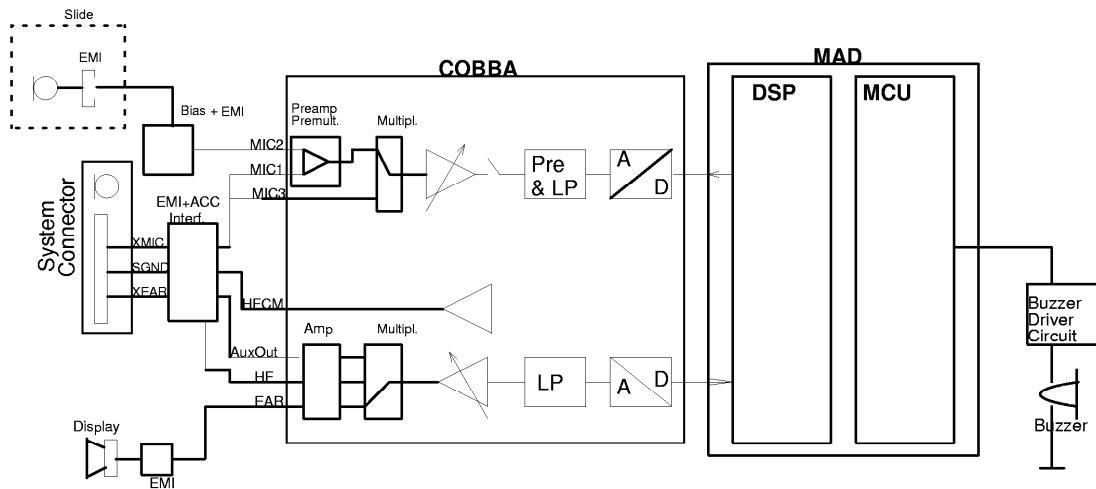 Slide
EMI
Bias + EMI
COBBA
MAD
DSP
MCU
Preamp
Premult.
Multipl.
MIC2
MIC1
MIC3
Pre
& LP
A
D
System
Connector
EMI+ACC
Interf.
XMIC
SGND
XEAR
HFCM
Amp
Multipl.
AuxOut
HF
EAR
LP
A
D
Buzzer
Driver
Circuit
Buzzer
Display
EMI